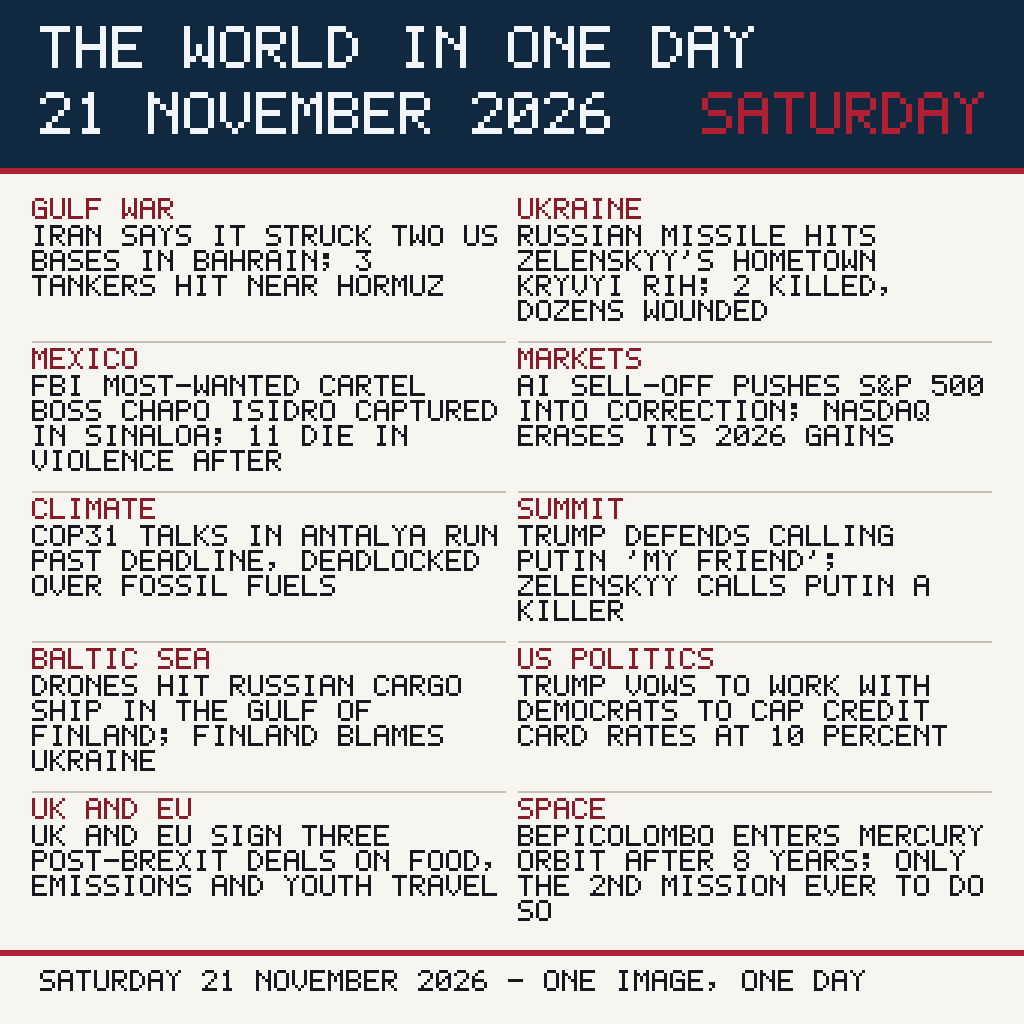 THE WORLD IN ONE DAY
21 NOVEMBER 2026 SATURDAY
GULF WAR
IRAN SAYS IT STRUCK TWO US
BASES IN BAHRAIN; 3
TANKERS HIT NEAR HORMUZ
UKRAINE
RUSSIAN MISSILE HITS
ZELENSKYY'S HOMETOWN
KRYVYI RIH; 2 KILLED,
DOZENS WOUNDED
MEXICO
FBI MOST-WANTED CARTEL
BOSS CHAPO ISIDRO CAPTURED
IN SINALOA; 11 DIE IN
VIOLENCE AFTER
MARKETS
AI SELL-OFF PUSHES S&P 500
INTO CORRECTION; NASDAQ
ERASES ITS 2026 GAINS
CLIMATE
COP31 TALKS IN ANTALYA RUN
PAST DEADLINE, DEADLOCKED
OVER FOSSIL FUELS
SUMMIT
TRUMP DEFENDS CALLING
PUTIN 'MY FRIEND';
ZELENSKYY CALLS PUTIN A
KILLER
BALTIC SEA
DRONES HIT RUSSIAN CARGO
SHIP IN THE GULF OF
FINLAND; FINLAND BLAMES
UKRAINE
US POLITICS
TRUMP VOWS TO WORK WITH
DEMOCRATS TO CAP CREDIT
CARD RATES AT 10 PERCENT
UK AND EU
UK AND EU SIGN THREE
POST-BREXIT DEALS ON FOOD,
EMISSIONS AND YOUTH TRAVEL
SPACE
BEPICOLOMBO ENTERS MERCURY
ORBIT AFTER 8 YEARS; ONLY
THE 2ND MISSION EVER TO DO
SO
SATURDAY 21 NOVEMBER 2026 - ONE IMAGE, ONE DAY